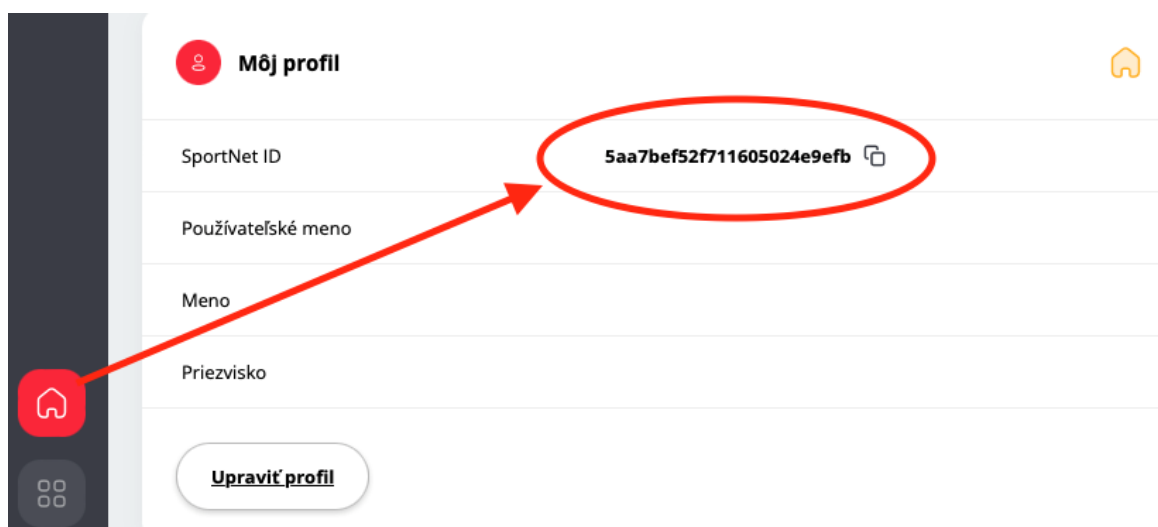 Môj profil
SportNet ID 5aa7bef52f711605024e9efb
Používateľské meno
Meno
Priezvisko
Upraviť profil